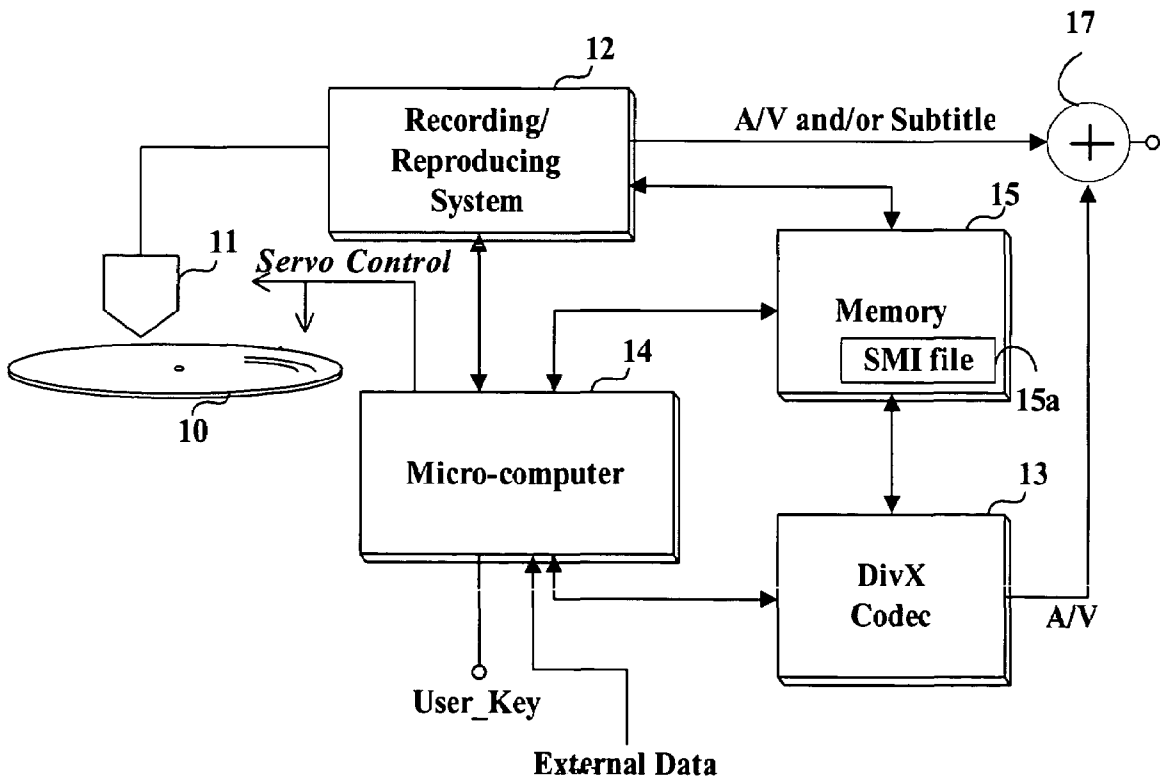 17
12
Recording/
Reproducing
System
A/V and/or Subtitle
11
Servo Control
15
Memory
SMI file
15a
10
14
Micro-computer
13
DivX
Codec
A/V
User_Key
External Data